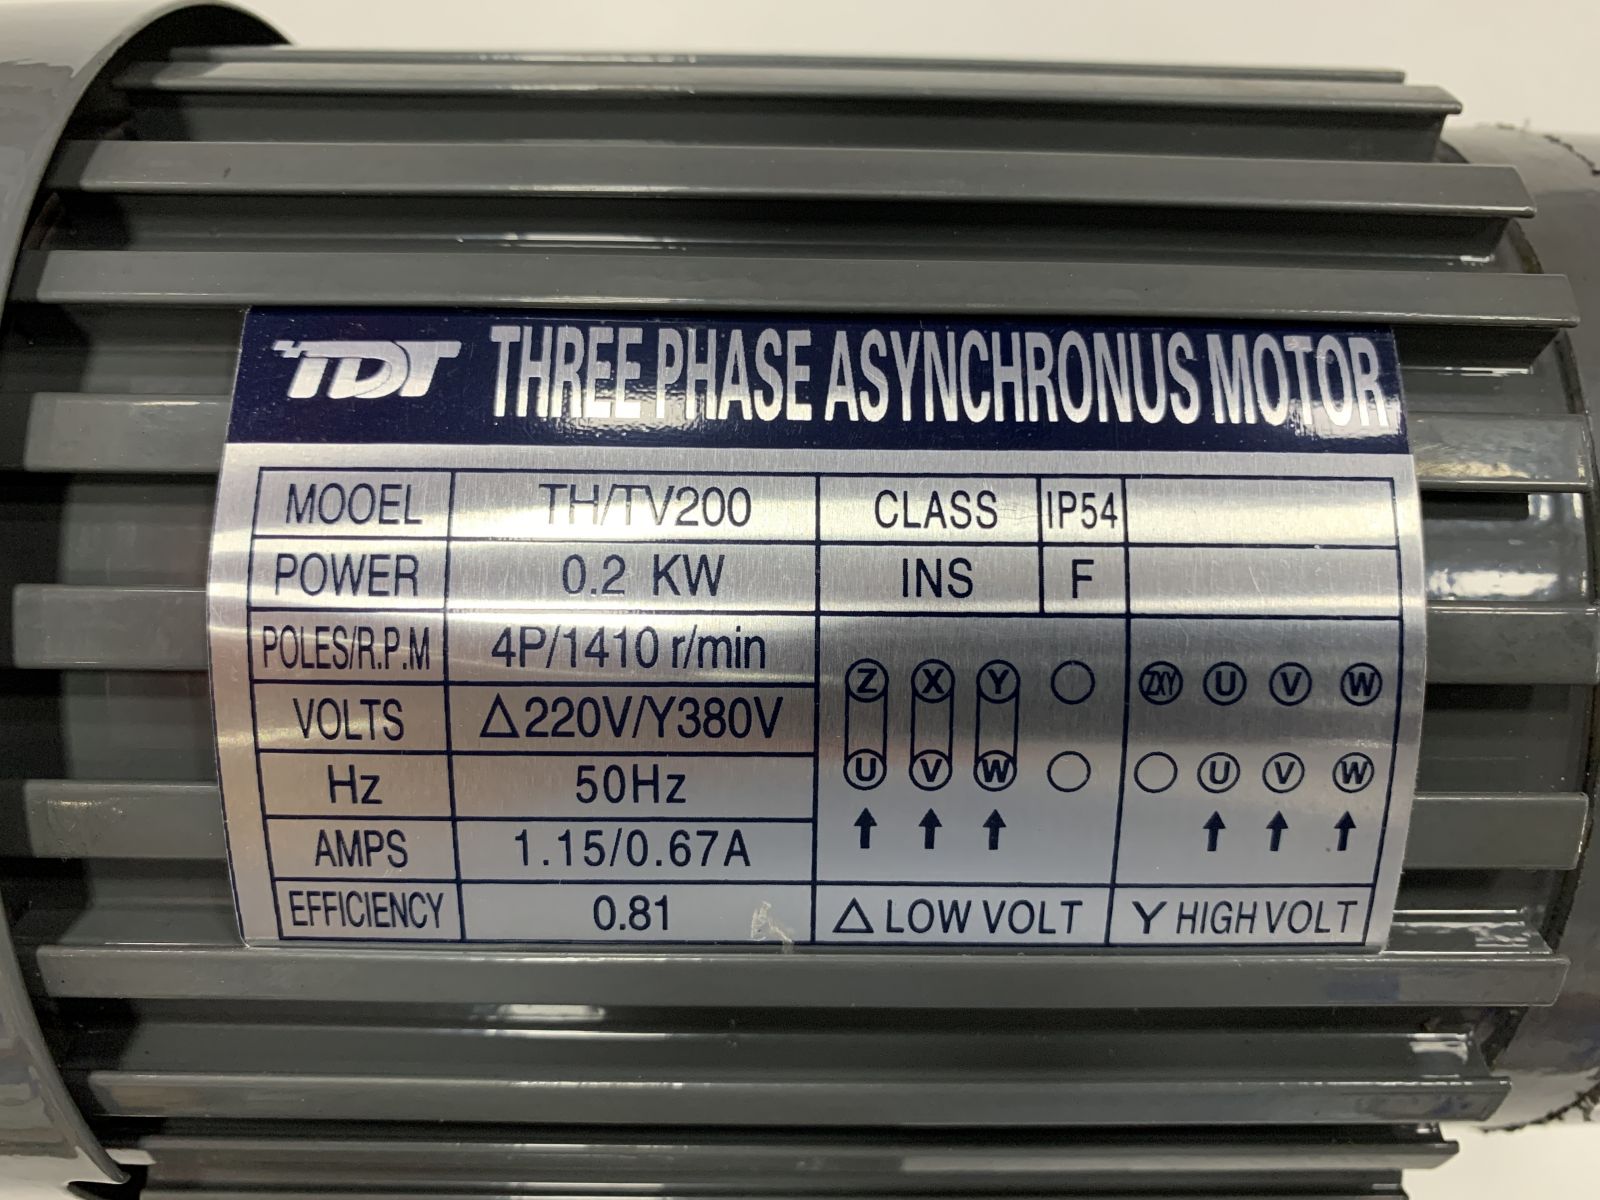 TDT THREE PHASE ASYNCHRONUS MOTOR
MOOEL TH/TV200 CLASS IP54
POWER 0.2 KW INS F
POLES/R.P.M 4P/1410 r/min
VOLTS △220V/Y380V
Hz 50Hz
AMPS 1.15/0.67A
EFFICIENCY 0.81
Z X Y ZXY U V W
U V W U V W
△ LOW VOLT Y HIGH VOLT